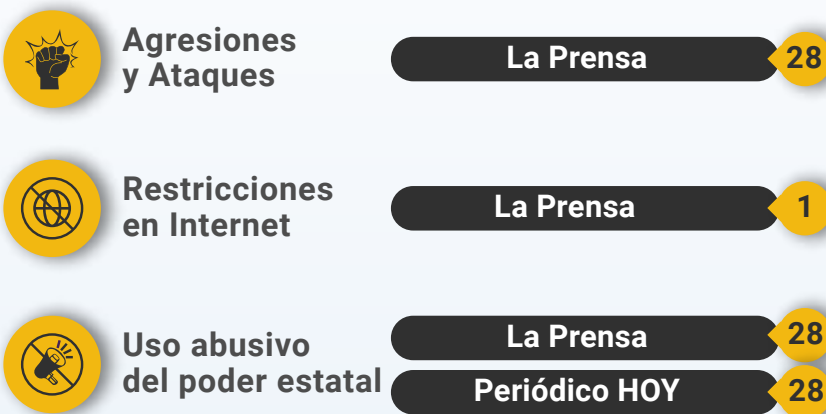 Agresiones
y Ataques
La Prensa 28
Restricciones
en Internet
La Prensa 1
Uso abusivo
del poder estatal
La Prensa 28
Periódico HOY 28